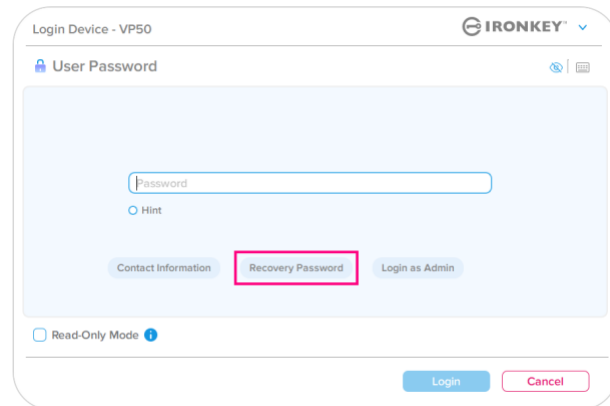 Login Device - VP50
IRONKEY™
User Password
Password
Hint
Contact Information
Recovery Password
Login as Admin
Read-Only Mode
Login
Cancel